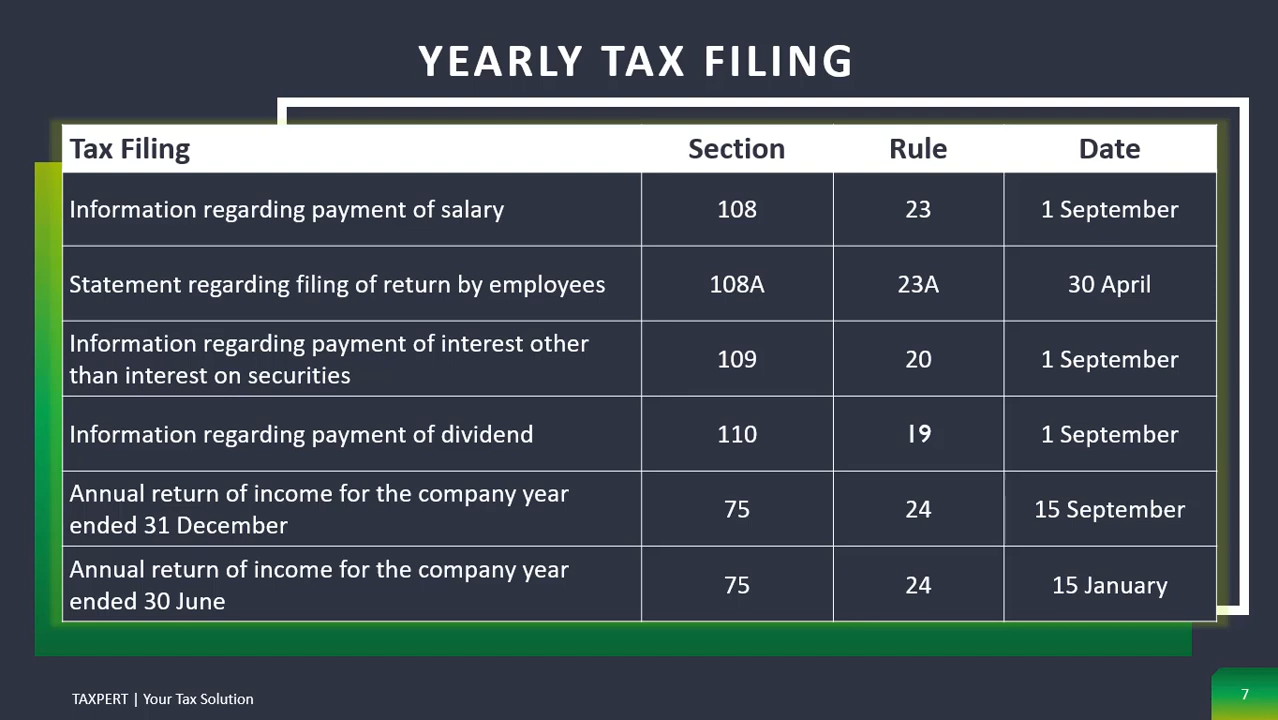 YEARLY TAX FILING
Tax Filing Section Rule Date
Information regarding payment of salary 108 23 1 September
Statement regarding filing of return by employees 108A 23A 30 April
Information regarding payment of interest other
than interest on securities 109 20 1 September
Information regarding payment of dividend 110 19 1 September
Annual return of income for the company year
ended 31 December 75 24 15 September
Annual return of income for the company year
ended 30 June 75 24 15 January
TAXPERT | Your Tax Solution
7